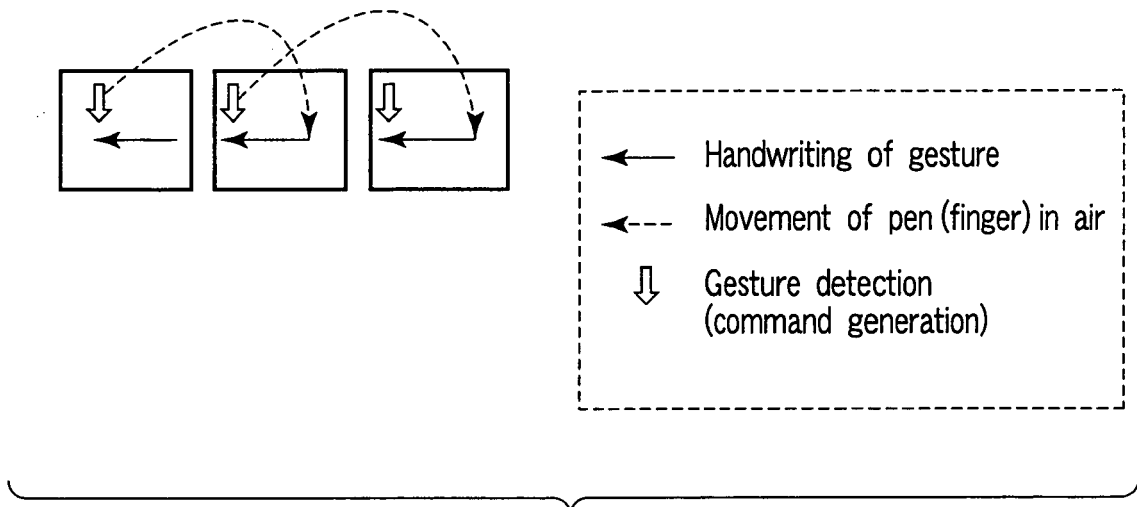 Handwriting of gesture
Movement of pen (finger) in air
Gesture detection
(command generation)